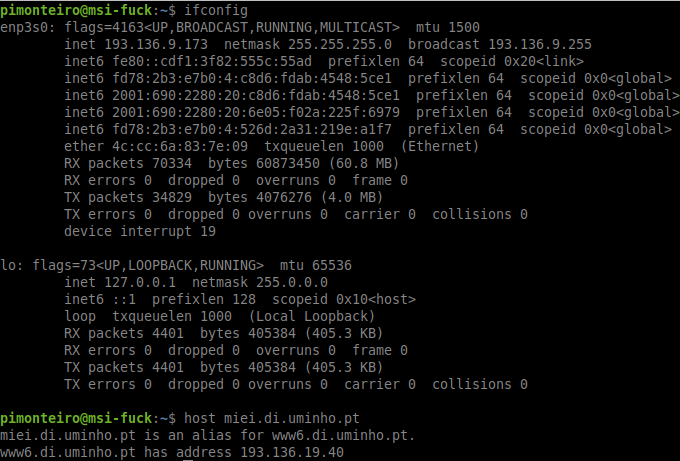 pimonteiro@msi-fuck:~$ ifconfig
enp3s0: flags=4163<UP,BROADCAST,RUNNING,MULTICAST>  mtu 1500
        inet 193.136.9.173  netmask 255.255.255.0  broadcast 193.136.9.255
        inet6 fe80::cdf1:3f82:555c:55ad  prefixlen 64  scopeid 0x20<link>
        inet6 fd78:2b3:e7b0:4:c8d6:fdab:4548:5ce1  prefixlen 64  scopeid 0x0<global>
        inet6 2001:690:2280:20:c8d6:fdab:4548:5ce1  prefixlen 64  scopeid 0x0<global>
        inet6 2001:690:2280:20:6e05:f02a:225f:6979  prefixlen 64  scopeid 0x0<global>
        inet6 fd78:2b3:e7b0:4:526d:2a31:219e:a1f7  prefixlen 64  scopeid 0x0<global>
        ether 4c:cc:6a:83:7e:09  txqueuelen 1000  (Ethernet)
        RX packets 70334  bytes 60873450 (60.8 MB)
        RX errors 0  dropped 0  overruns 0  frame 0
        TX packets 34829  bytes 4076276 (4.0 MB)
        TX errors 0  dropped 0 overruns 0  carrier 0  collisions 0
        device interrupt 19

lo: flags=73<UP,LOOPBACK,RUNNING>  mtu 65536
        inet 127.0.0.1  netmask 255.0.0.0
        inet6 ::1  prefixlen 128  scopeid 0x10<host>
        loop  txqueuelen 1000  (Local Loopback)
        RX packets 4401  bytes 405384 (405.3 KB)
        RX errors 0  dropped 0  overruns 0  frame 0
        TX packets 4401  bytes 405384 (405.3 KB)
        TX errors 0  dropped 0 overruns 0  carrier 0  collisions 0

pimonteiro@msi-fuck:~$ host miei.di.uminho.pt
miei.di.uminho.pt is an alias for www6.di.uminho.pt.
www6.di.uminho.pt has address 193.136.19.40